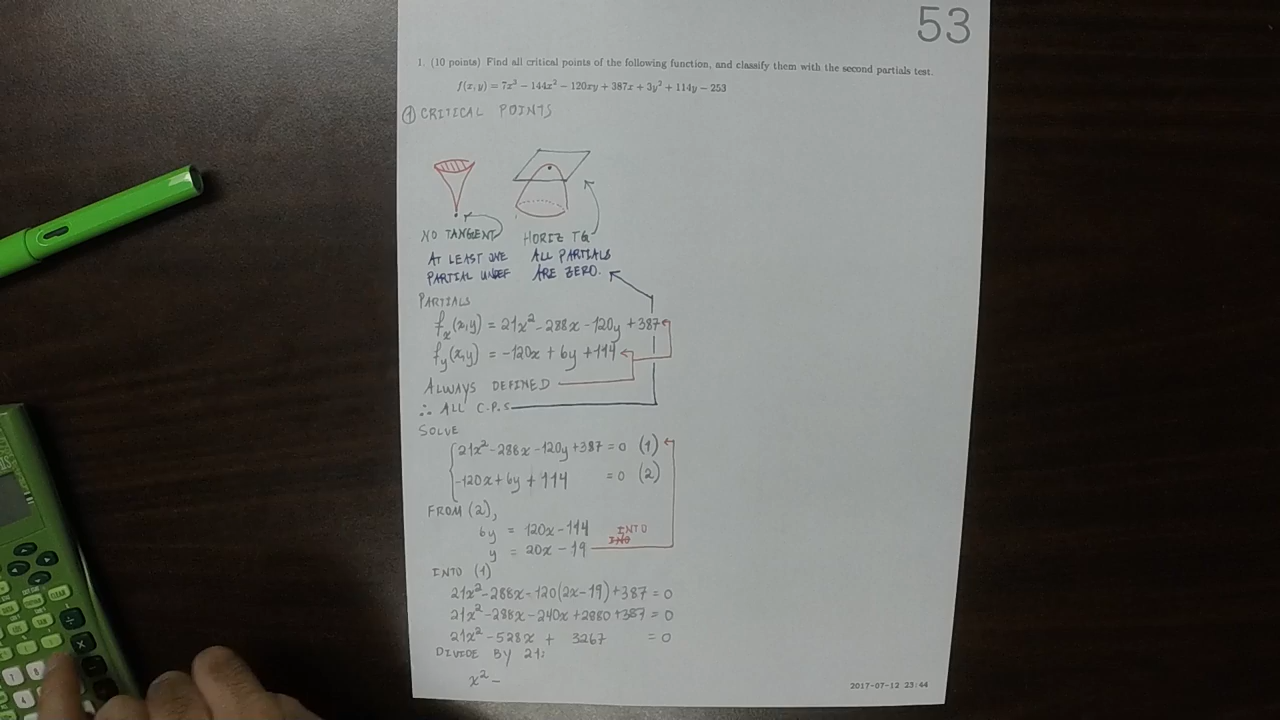 53
1. (10 points) Find all critical points of the following function, and classify them with the second partials test.
f(x, y) = 7x³ − 144x² − 120xy + 387x + 3y² + 114y − 253
① CRITICAL POINTS
NO TANGENT HORIZ TG
AT LEAST ONE ALL PARTIALS
PARTIAL UNDEF ARE ZERO.
PARTIALS
fₓ(x,y) = 21x² - 288x - 120y + 387
f_y(x,y) = -120x + 6y + 114
ALWAYS DEFINED
∴ ALL C.P.S
SOLVE
21x² - 288x - 120y + 387 = 0 (1)
-120x + 6y + 114 = 0 (2)
FROM (2),
6y = 120x - 114 INTO
y = 20x - 19
INTO (1)
21x² - 288x - 120(2x - 19) + 387 = 0
21x² - 288x - 240x + 2880 + 387 = 0
21x² - 528x + 3267 = 0
DIVIDE BY 21:
x² -
2017-07-12 23:44